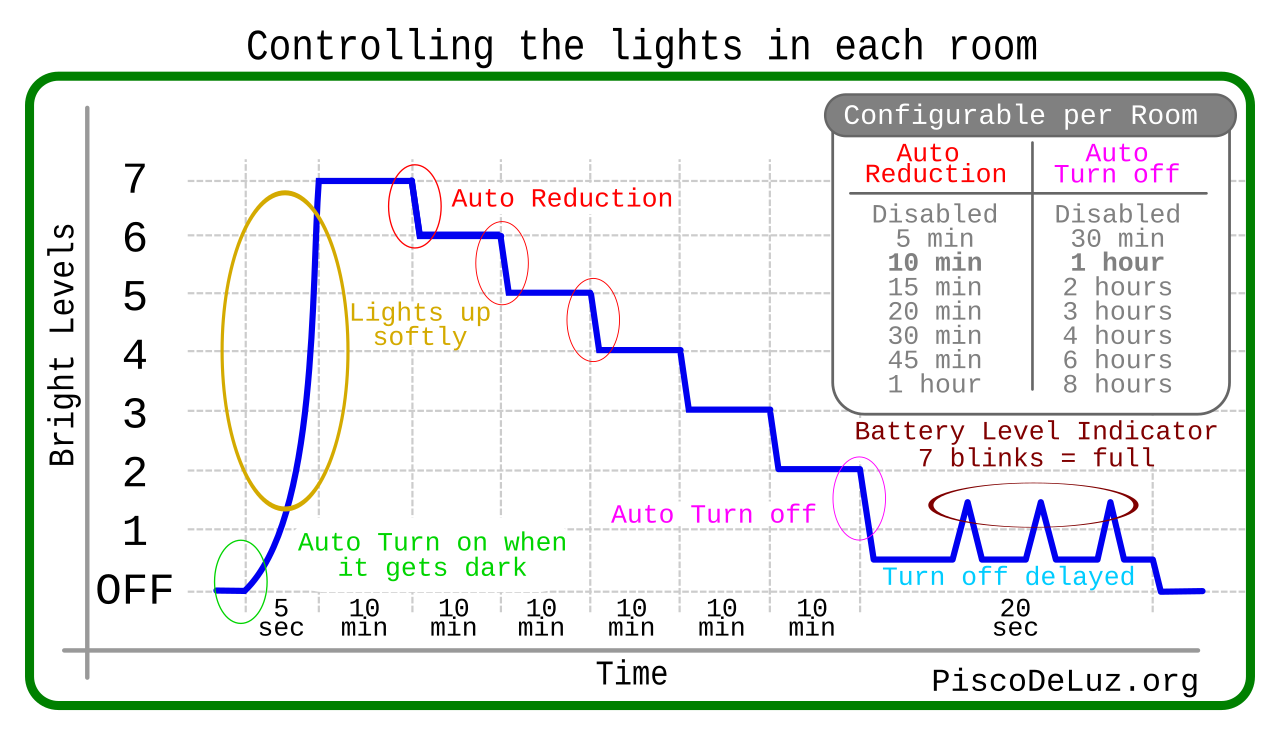 Controlling the lights in each room
Configurable per Room
Auto Reduction
Auto Turn off
Disabled Disabled
5 min 30 min
10 min 1 hour
15 min 2 hours
20 min 3 hours
30 min 4 hours
45 min 6 hours
1 hour 8 hours
Bright Levels
7
6
5
4
3
2
1
OFF
Auto Reduction
Lights up
softly
Battery Level Indicator
7 blinks = full
Auto Turn off
Auto Turn on when
it gets dark
Turn off delayed
5 sec
10 min
10 min
10 min
10 min
10 min
10 min
20 sec
Time
PiscoDeLuz.org